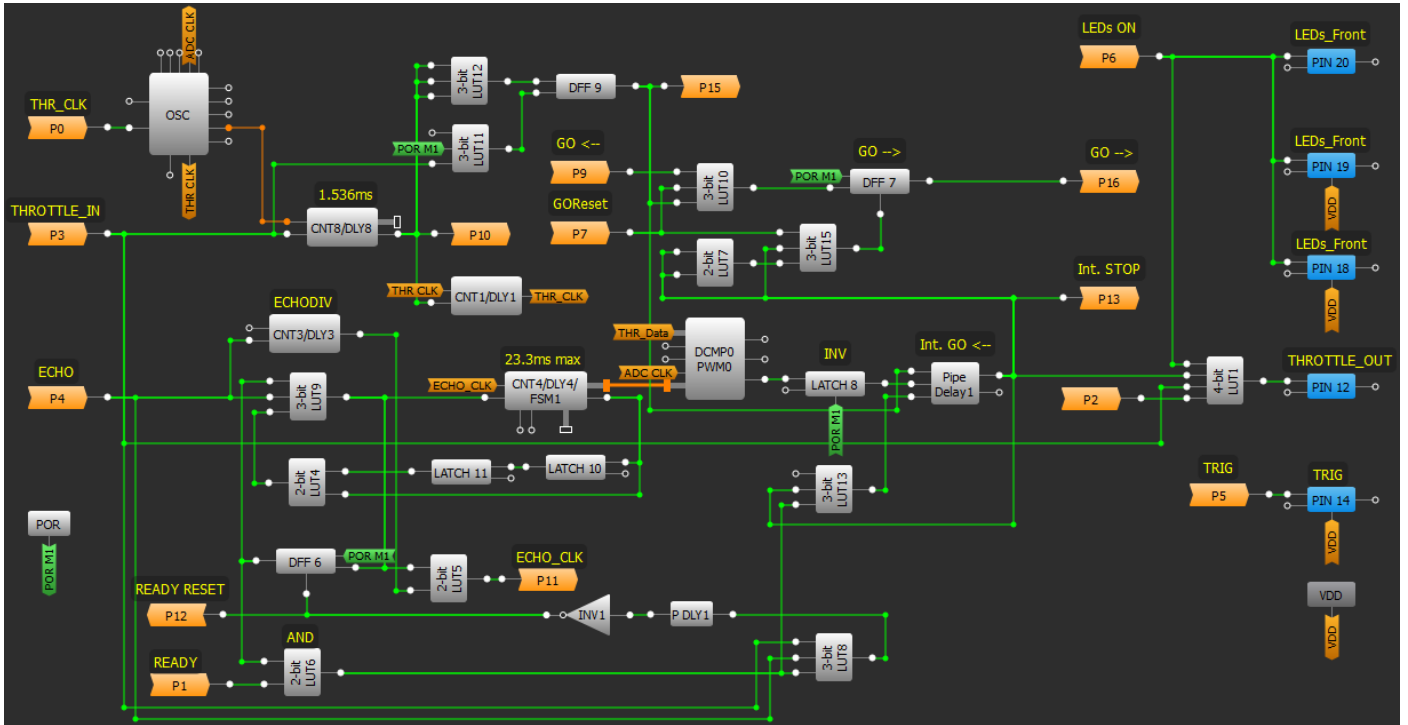 ADC CLK
OSC
THR_CLK
P0
THR CLK
3-bit
LUT12
DFF 9
P15
POR M1
3-bit
LUT11
1.536ms
CNT8/DLY8
P10
THROTTLE_IN
P3
THR CLK
CNT1/DLY1
THR_CLK
GO <--
P9
GOReset
P7
3-bit
LUT10
GO -->
POR M1
DFF 7
GO -->
P16
2-bit
LUT7
3-bit
LUT15
Int. STOP
P13
LEDs ON
P6
LEDs_Front
PIN 20
LEDs_Front
PIN 19
VDD
LEDs_Front
PIN 18
VDD
ECHODIV
CNT3/DLY3
ECHO
P4
3-bit
LUT9
23.3ms max
ECHO_CLK
CNT4/DLY4/
FSM1
THR_Data
ADC CLK
DCMP0
PWM0
INV
LATCH 8
POR M1
Int. GO <--
Pipe
Delay1
P2
4-bit
LUT1
THROTTLE_OUT
PIN 12
2-bit
LUT4
LATCH 11
LATCH 10
3-bit
LUT13
TRIG
P5
TRIG
PIN 14
VDD
POR
POR M1
DFF 6
POR M1
2-bit
LUT5
ECHO_CLK
P11
READY RESET
P12
INV1
P DLY1
VDD
VDD
AND
READY
P1
2-bit
LUT6
3-bit
LUT8